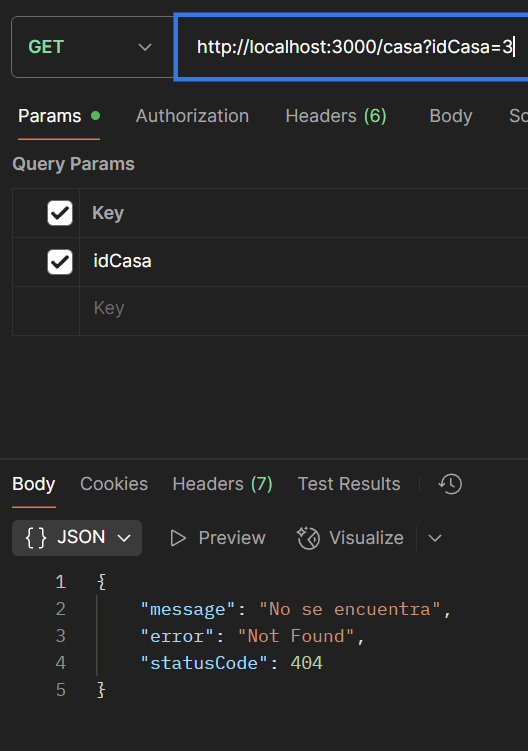 GET http://localhost:3000/casa?idCasa=3
Params Authorization Headers (6) Body Sc
Query Params
Key
idCasa
Key
Body Cookies Headers (7) Test Results
{} JSON Preview Visualize
1 {
2 "message": "No se encuentra",
3 "error": "Not Found",
4 "statusCode": 404
5 }